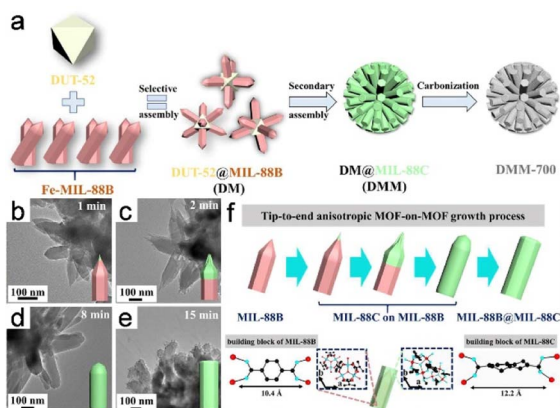 a
DUT-52
Fe-MIL-88B
Selective
assembly
DUT-52@MIL-88B
(DM)
Secondary
assembly
DM@MIL-88C
(DMM)
Carbonization
DMM-700
b
1 min
100 nm
c
2 min
100 nm
d
8 min
100 nm
e
15 min
100 nm
f
Tip-to-end anisotropic MOF-on-MOF growth process
MIL-88B
MIL-88C on MIL-88B
MIL-88B@MIL-88C
building block of MIL-88B
building block of MIL-88C
10.4 Å
12.2 Å